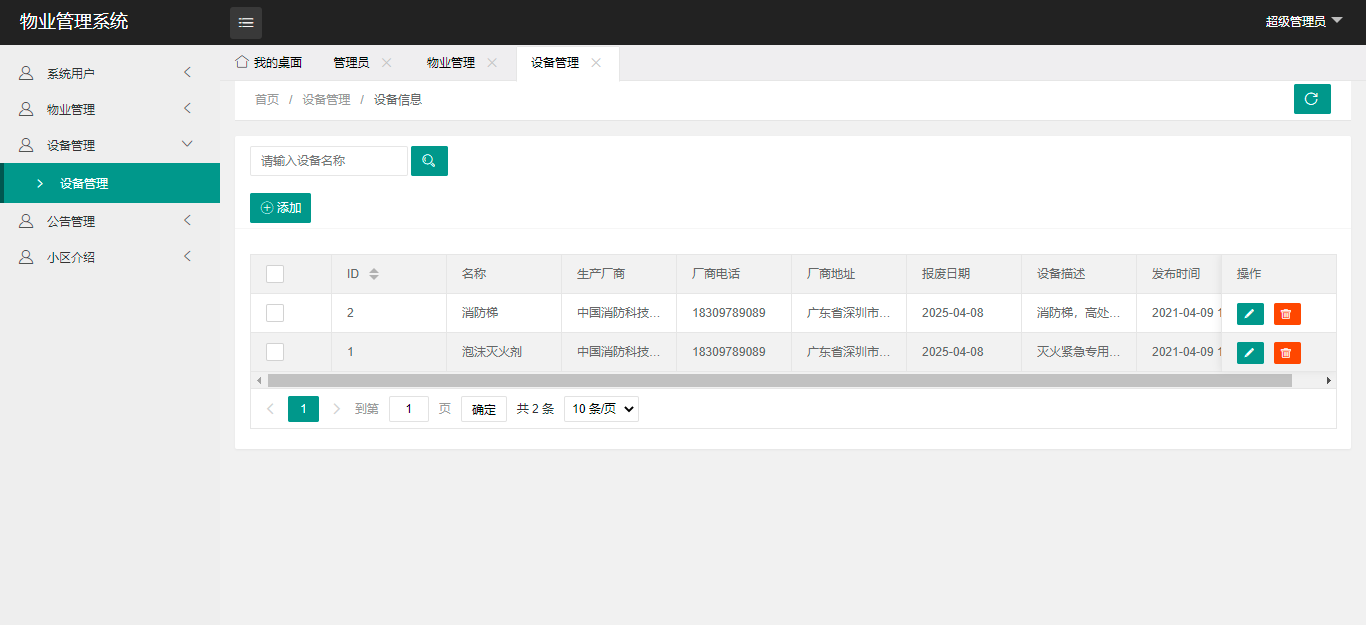 物业管理系统
超级管理员
系统用户
物业管理
设备管理
设备管理
公告管理
小区介绍
我的桌面 管理员 物业管理 设备管理
首页 / 设备管理 / 设备信息
请输入设备名称
添加
ID 名称 生产厂商 厂商电话 厂商地址 报废日期 设备描述 发布时间 操作
2 消防梯 中国消防科技... 18309789089 广东省深圳市... 2025-04-08 消防梯，高处... 2021-04-09 1
1 泡沫灭火剂 中国消防科技... 18309789089 广东省深圳市... 2025-04-08 灭火紧急专用... 2021-04-09 1
1 到第 1 页 确定 共 2 条 10 条/页